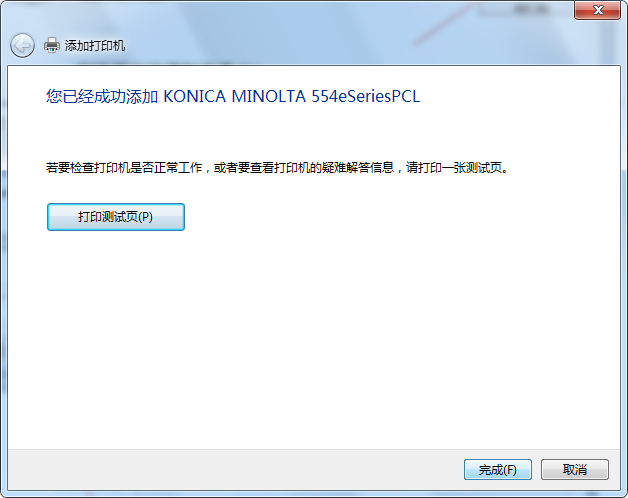 添加打印机
您已经成功添加 KONICA MINOLTA 554eSeriesPCL
若要检查打印机是否正常工作，或者要查看打印机的疑难解答信息，请打印一张测试页。
打印测试页(P)
完成(F)
取消